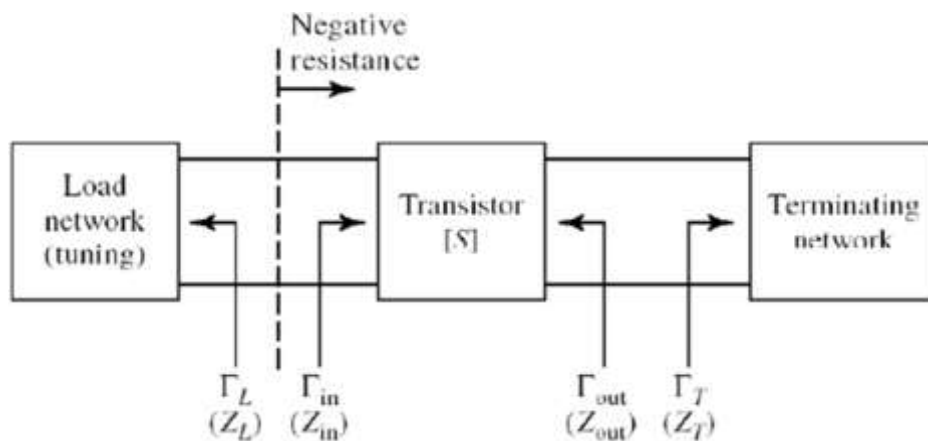 Negative
resistance
Load
network
(tuning)
Transistor
[S]
Terminating
network
Γ_L
(Z_L)
Γ_in
(Z_in)
Γ_out
(Z_out)
Γ_T
(Z_T)